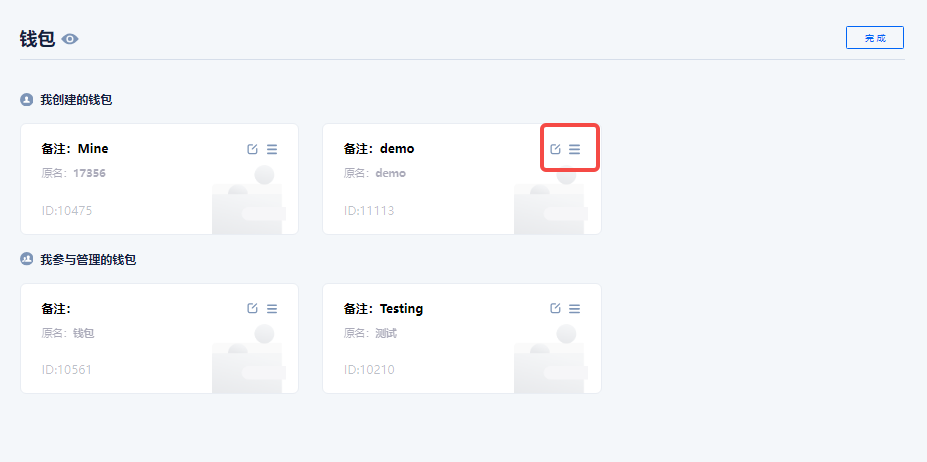 钱包
完成
我创建的钱包
备注：Mine
原名：17356
ID:10475
备注：demo
原名：demo
ID:11113
我参与管理的钱包
备注：
原名：钱包
ID:10561
备注：Testing
原名：测试
ID:10210